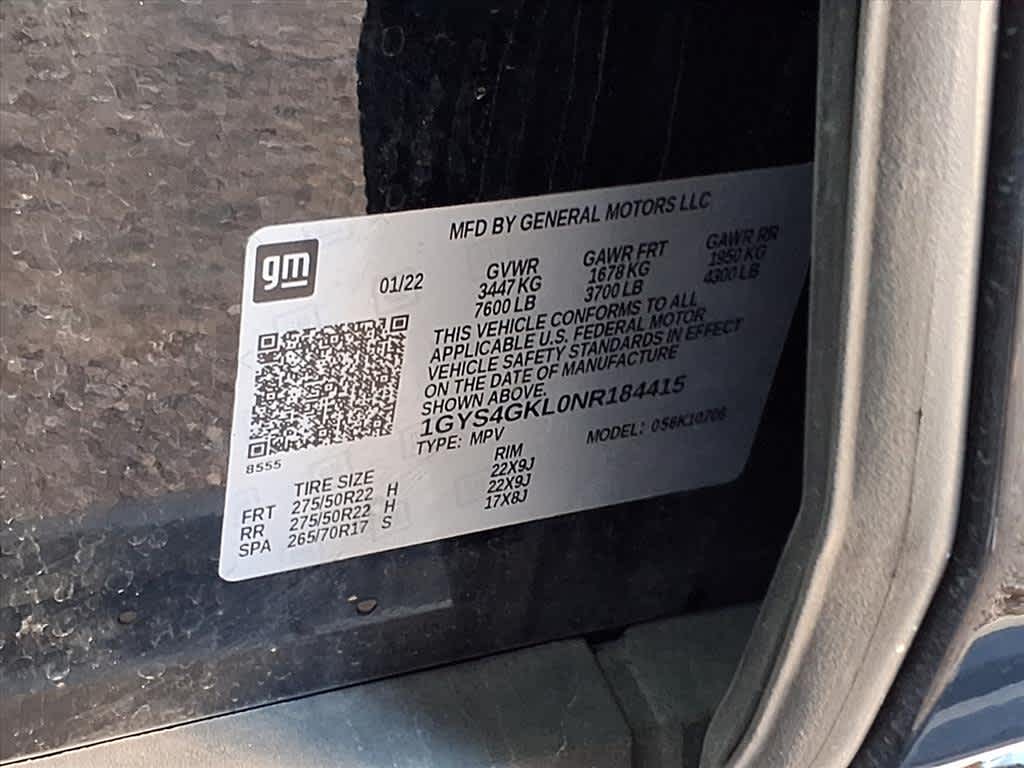 MFD BY GENERAL MOTORS LLC
gm
01/22
GVWR GAWR FRT GAWR RR
3447 KG 1678 KG 1950 KG
7600 LB 3700 LB 4300 LB
THIS VEHICLE CONFORMS TO ALL
APPLICABLE U.S. FEDERAL MOTOR
VEHICLE SAFETY STANDARDS IN EFFECT
ON THE DATE OF MANUFACTURE
SHOWN ABOVE.
1GYS4GKL0NR184415
TYPE: MPV MODEL:
8555
TIRE SIZE RIM
FRT 275/50R22 H 22X9J
RR 275/50R22 H 22X9J
SPA 265/70R17 S 17X8J